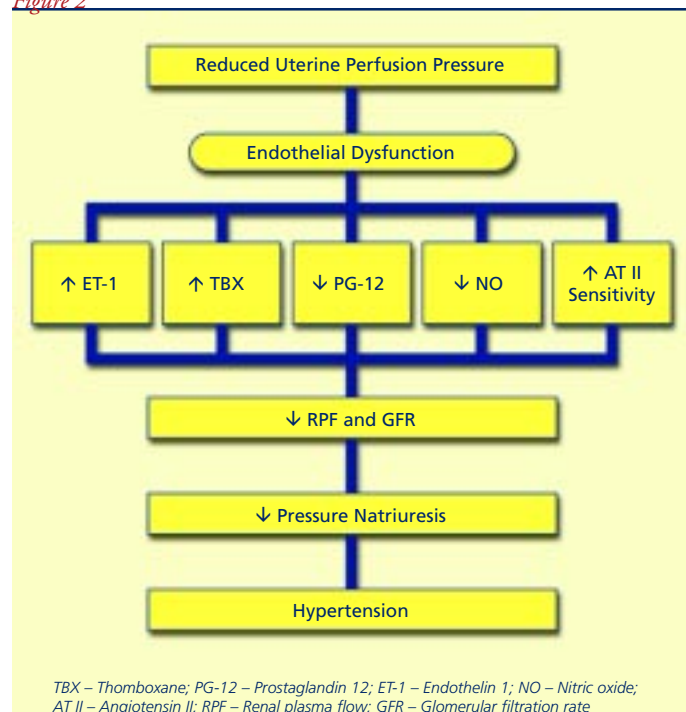 Figure 2
Reduced Uterine Perfusion Pressure
Endothelial Dysfunction
↑ ET-1
↑ TBX
↓ PG-12
↓ NO
↑ AT II
Sensitivity
↓ RPF and GFR
↓ Pressure Natriuresis
Hypertension
TBX – Thomboxane; PG-12 – Prostaglandin 12; ET-1 – Endothelin 1; NO – Nitric oxide;
AT II – Angiotensin II; RPF – Renal plasma flow; GFR – Glomerular filtration rate